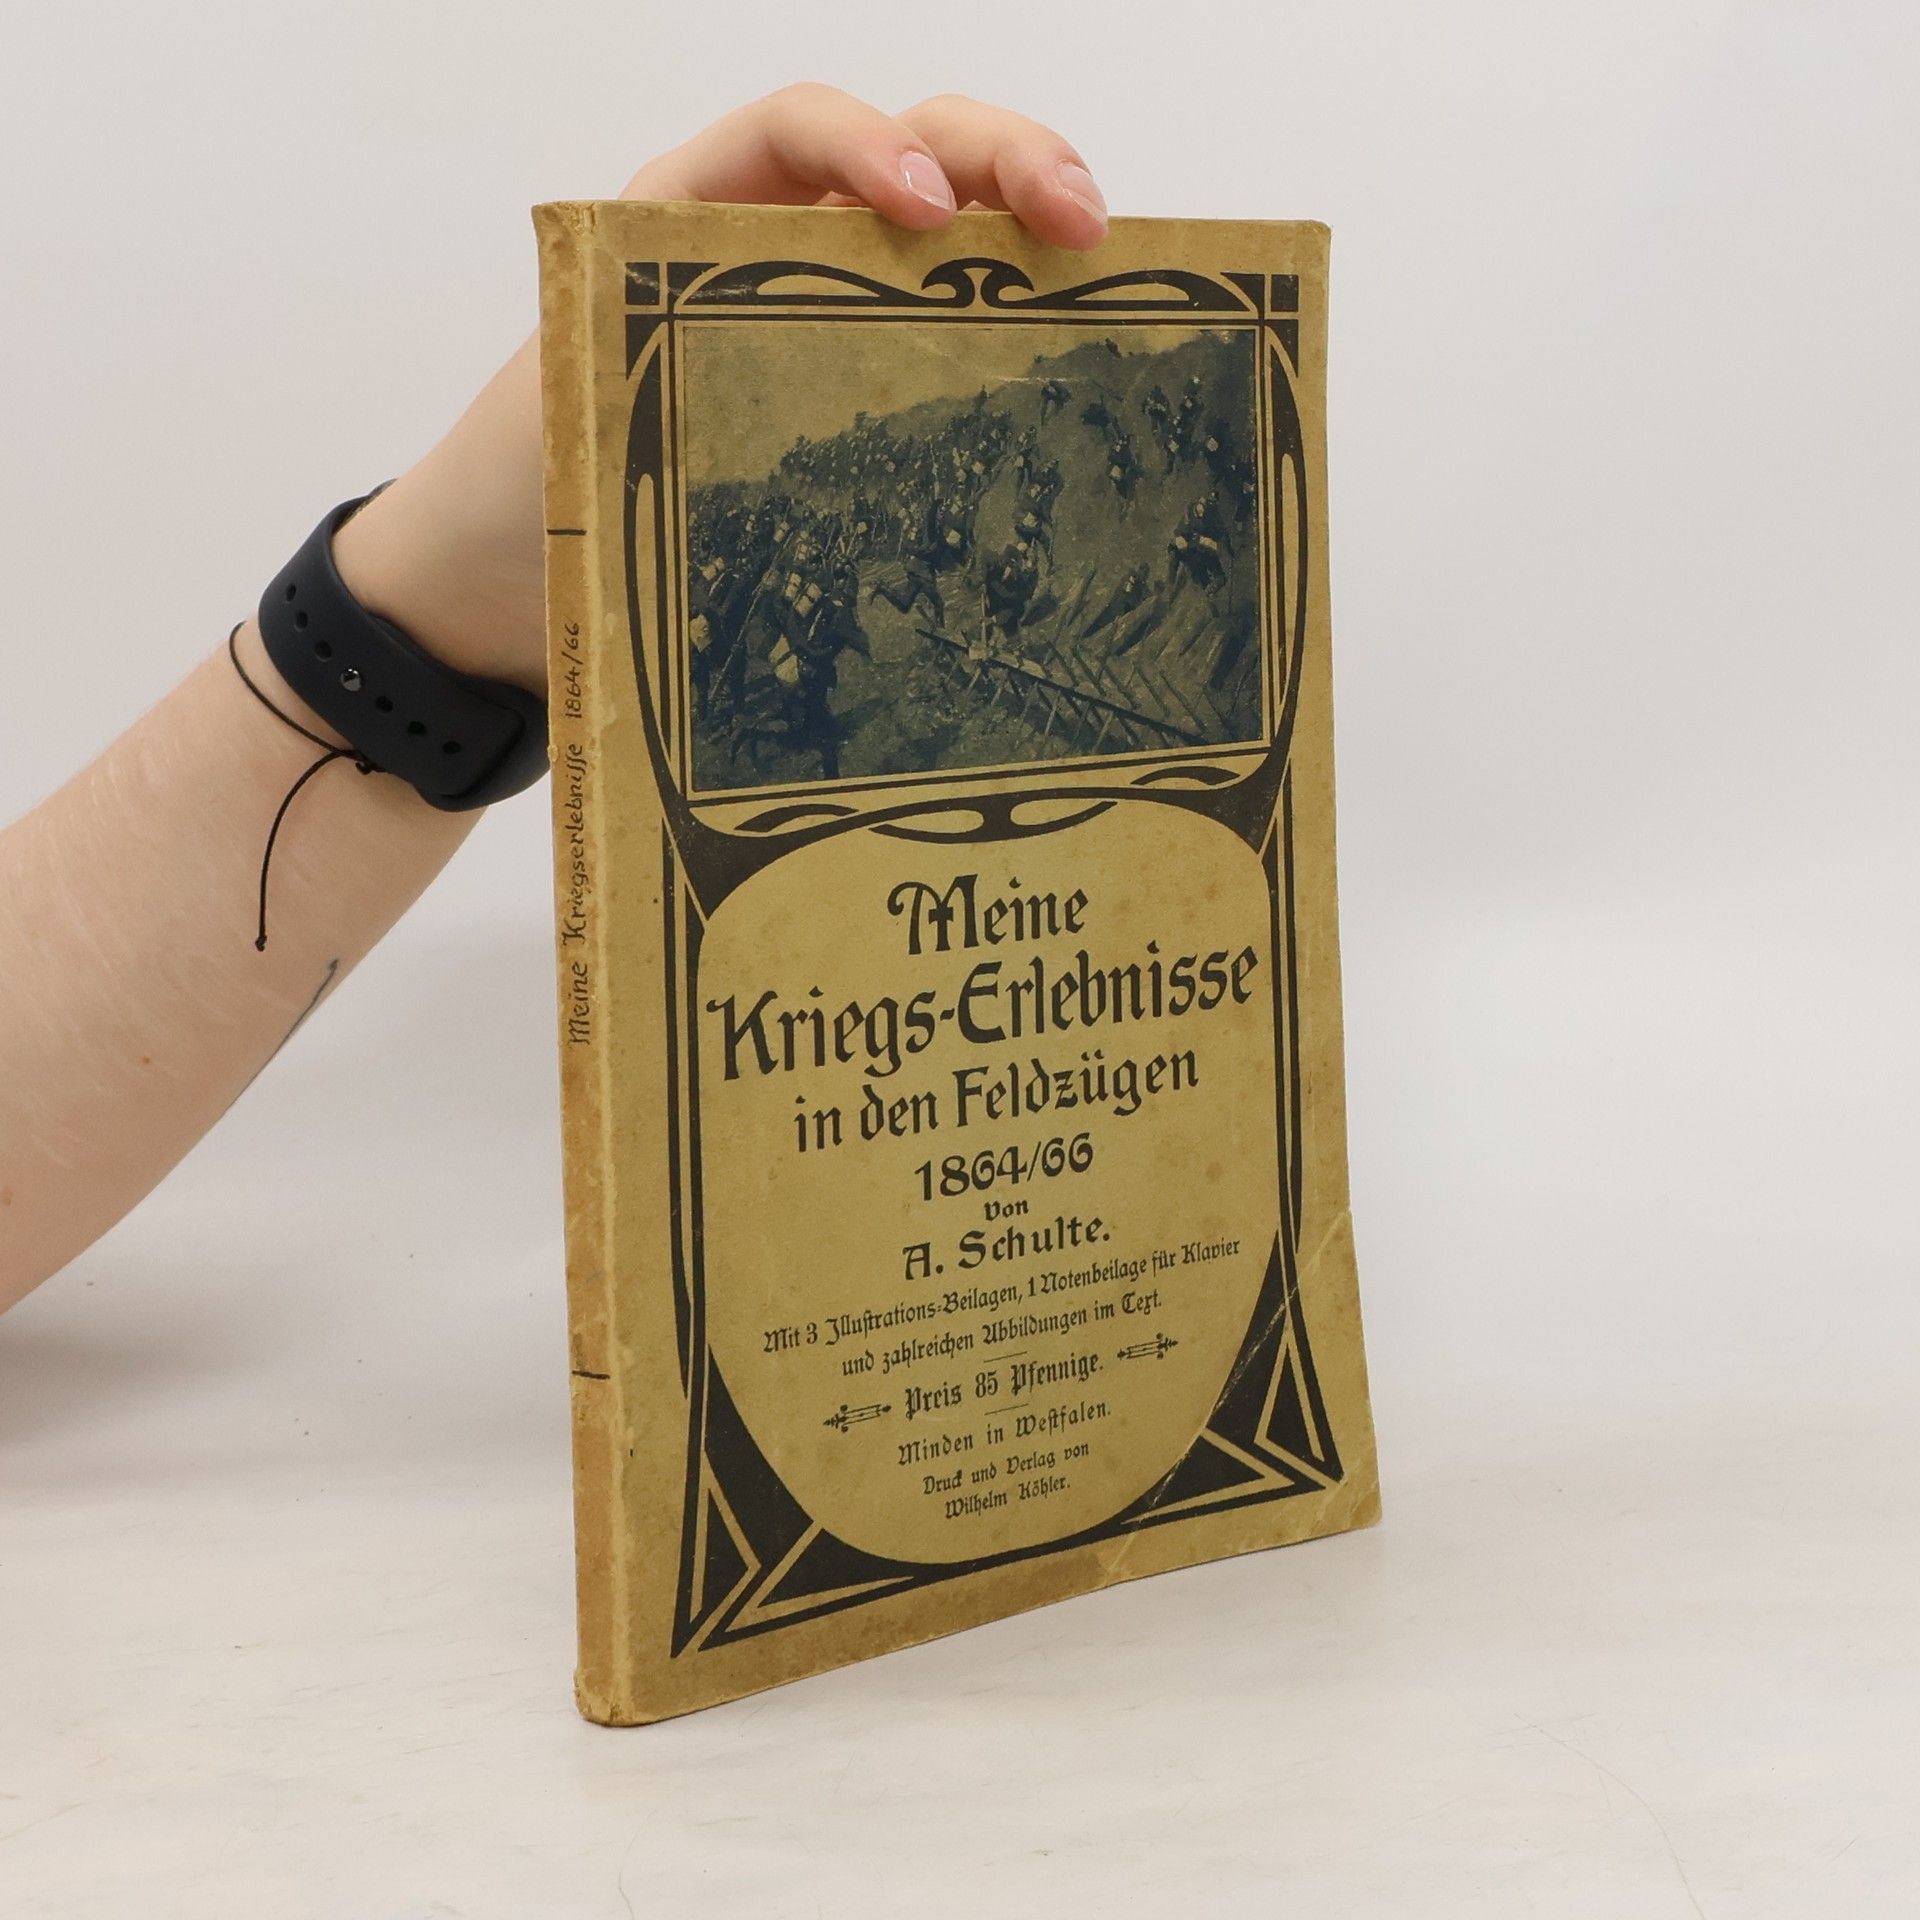 Meine Kriegserlebnisse 1864/66
Meine
Kriegs-Erlebnisse
in den Feldzügen
1864/66
von
A. Schulte.
Mit 3 Illustrations-Beilagen, 1 Notenbeilage für Klavier
und zahlreichen Abbildungen im Text.
Preis 85 Pfennige.
Minden in Westfalen.
Druck und Verlag von
Wilhelm Köhler.